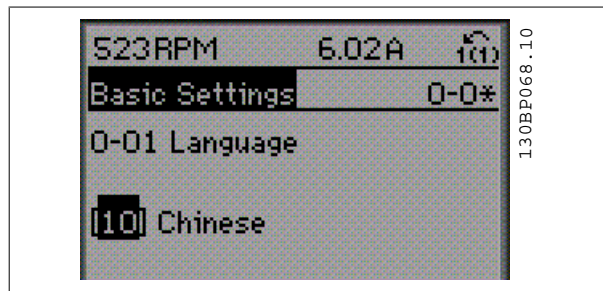 523RPM 6.02A 1(1)
Basic Settings 0-0*
0-01 Language
[10] Chinese
130BP068.10